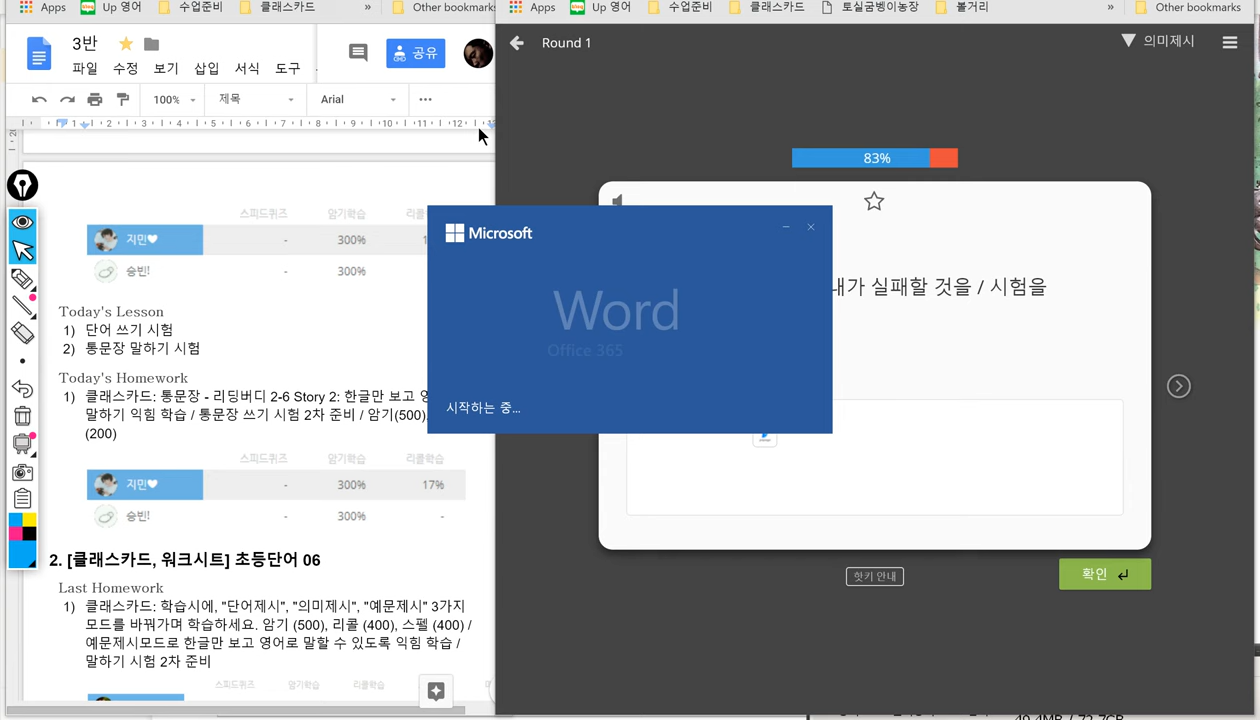 Apps Up 영어 수업준비 클래스카드 » Other bookmarks
Apps Up 영어 수업준비 클래스카드 토실굼벵이농장 볼거리 » Other bookmarks
3반
공유
파일 수정 보기 삽입 서식 도구
100% 제목 Arial
1 2 3 4 5 6 7 8 9 10 11 12
스피드퀴즈 암기학습
지민 - 300%
승빈! - 300%
Today's Lesson
1) 단어 쓰기 시험
2) 통문장 말하기 시험
Today's Homework
1) 클래스카드: 통문장 - 리딩버디 2-6 Story 2: 한글만 보고
말하기 익힘 학습 / 통문장 쓰기 시험 2차 준비 / 암기(500),
(200)
스피드퀴즈 암기학습 리콜학습
지민 - 300% 17%
승빈! - 300% -
2. [클래스카드, 워크시트] 초등단어 06
Last Homework
1) 클래스카드: 학습시에, "단어제시", "의미제시", "예문제시" 3가지
모드를 바꿔가며 학습하세요. 암기 (500), 리콜 (400), 스펠 (400) /
예문제시모드로 한글만 보고 영어로 말할 수 있도록 익힘 학습 /
말하기 시험 2차 준비
스피드퀴즈 암기학습 리콜학습
Round 1
의미제시
83%
내가 실패할 것을 / 시험을
Microsoft
Word
Office 365
시작하는 중...
핫키 안내
확인